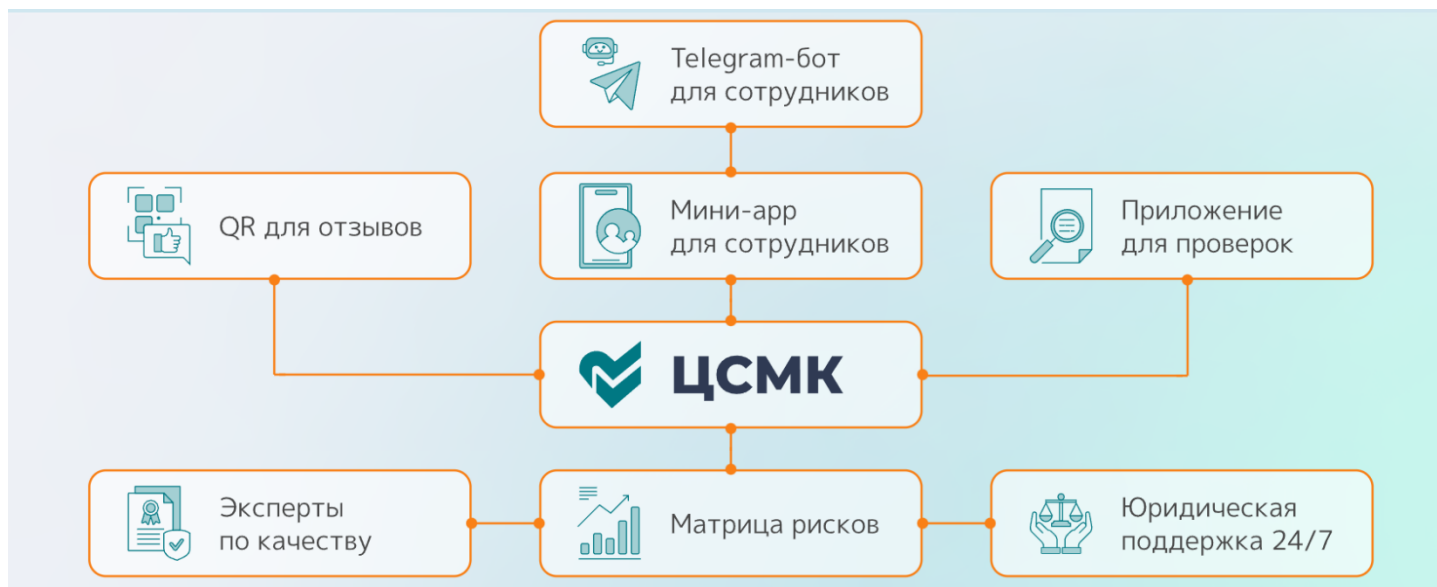 Telegram-бот
для сотрудников
QR для отзывов
Мини-app
для сотрудников
Приложение
для проверок
ЦСМК
Эксперты
по качеству
Матрица рисков
Юридическая
поддержка 24/7